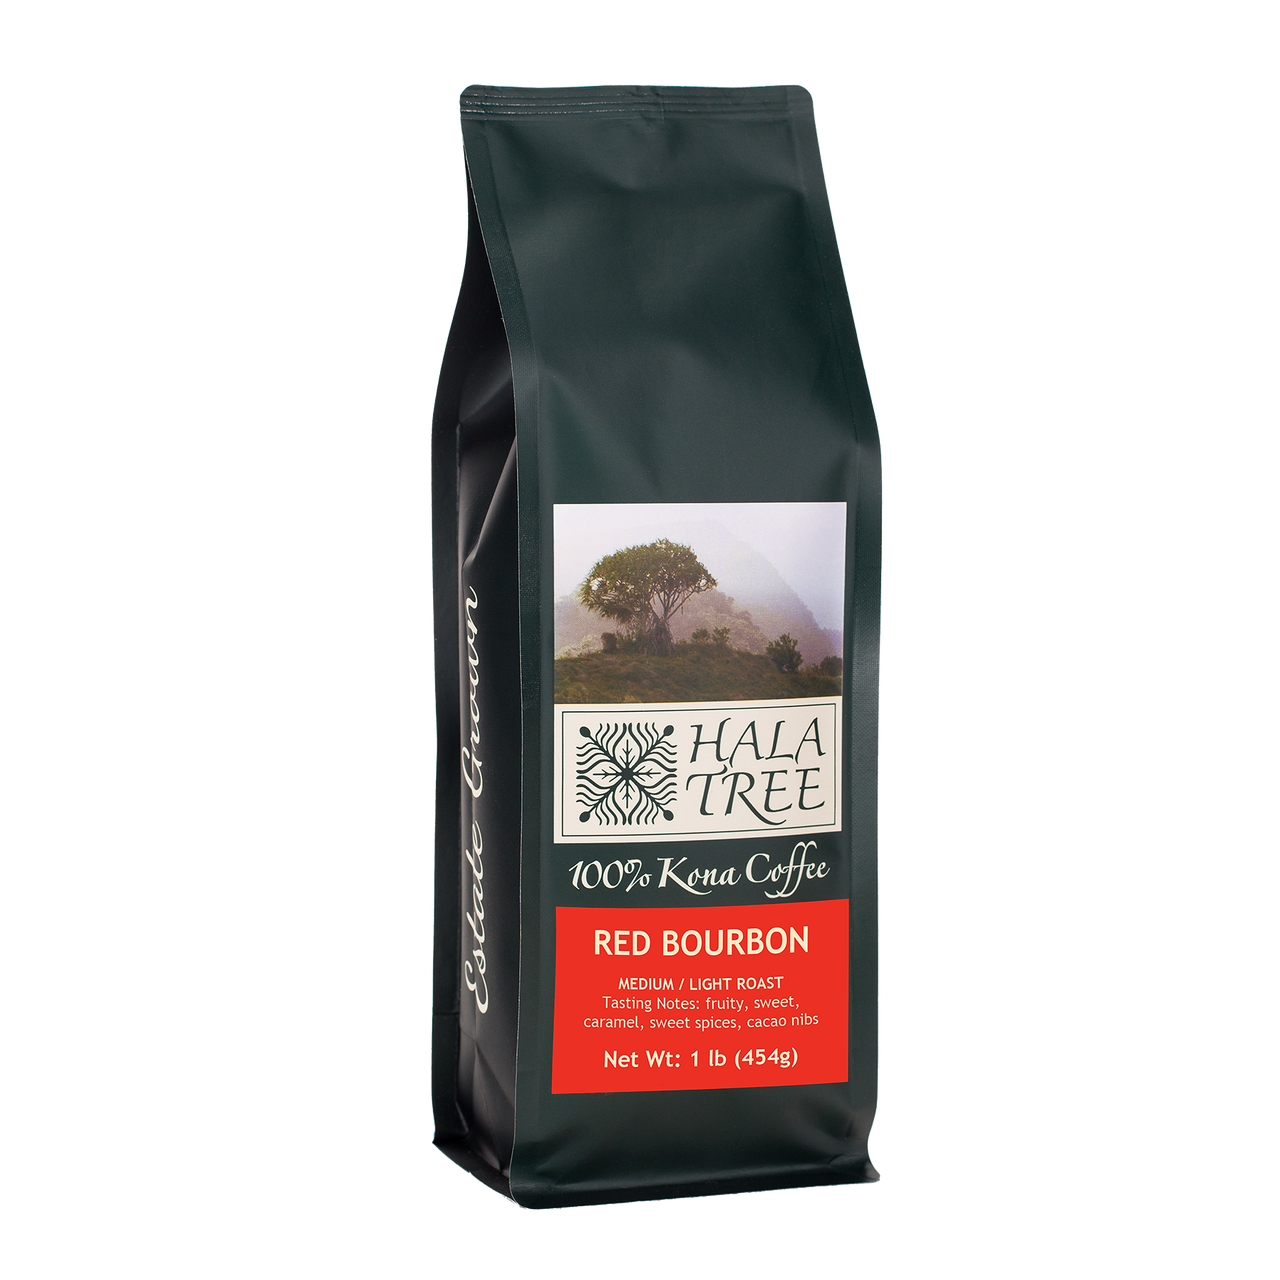 Estate Grown
HALA
TREE
100% Kona Coffee
RED BOURBON
MEDIUM / LIGHT ROAST
Tasting Notes: fruity, sweet,
caramel, sweet spices, cacao nibs
Net Wt: 1 lb (454g)